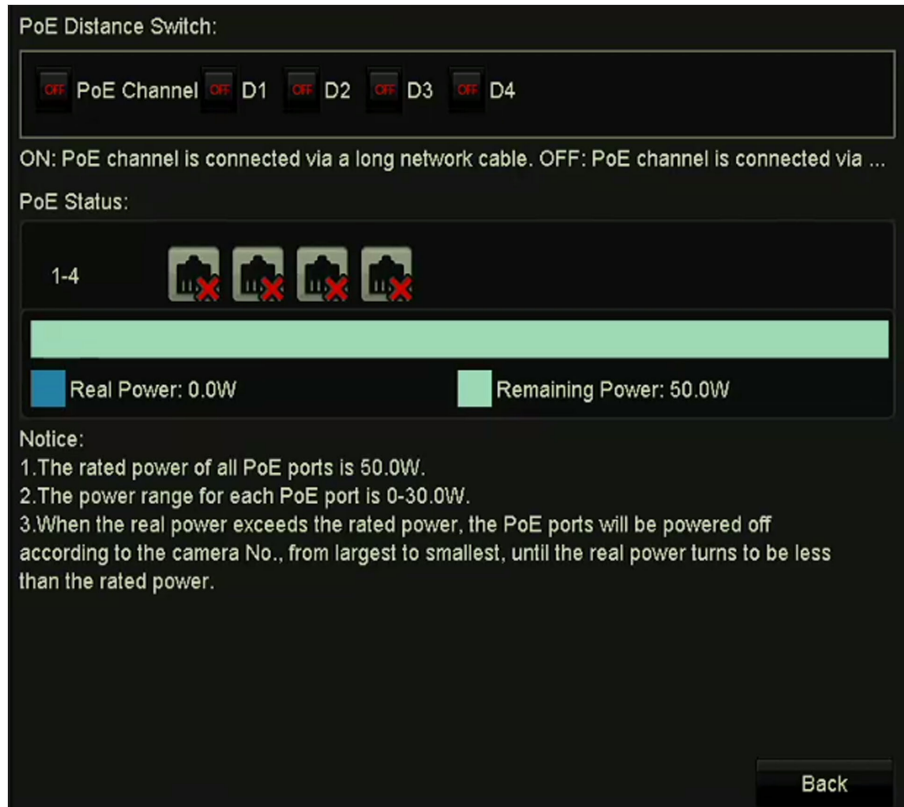 PoE Distance Switch:
OFF PoE Channel OFF D1 OFF D2 OFF D3 OFF D4
ON: PoE channel is connected via a long network cable. OFF: PoE channel is connected via ...
PoE Status:
1-4
Real Power: 0.0W Remaining Power: 50.0W
Notice:
1.The rated power of all PoE ports is 50.0W.
2.The power range for each PoE port is 0-30.0W.
3.When the real power exceeds the rated power, the PoE ports will be powered off
according to the camera No., from largest to smallest, until the real power turns to be less
than the rated power.
Back